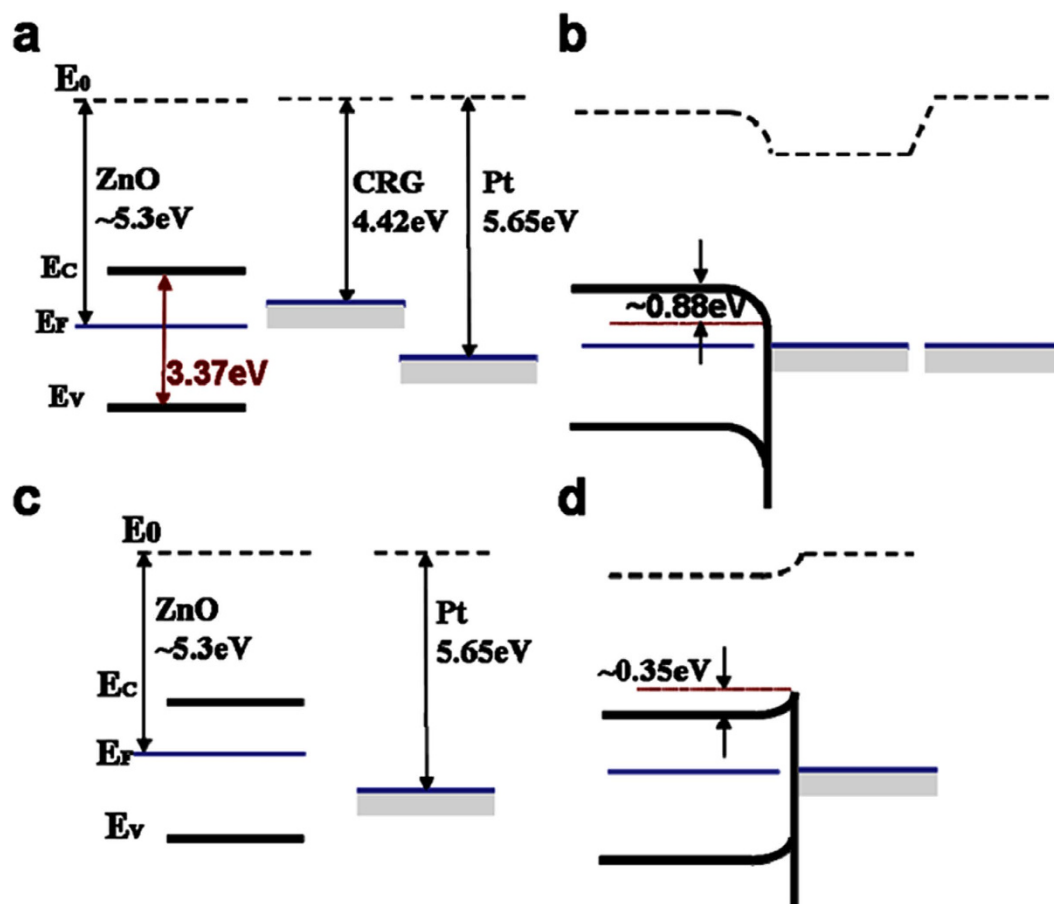 a
E0
ZnO
~5.3eV
CRG
4.42eV
Pt
5.65eV
EC
EF
3.37eV
EV
b
~0.88eV
c
E0
ZnO
~5.3eV
Pt
5.65eV
EC
EF
EV
d
~0.35eV